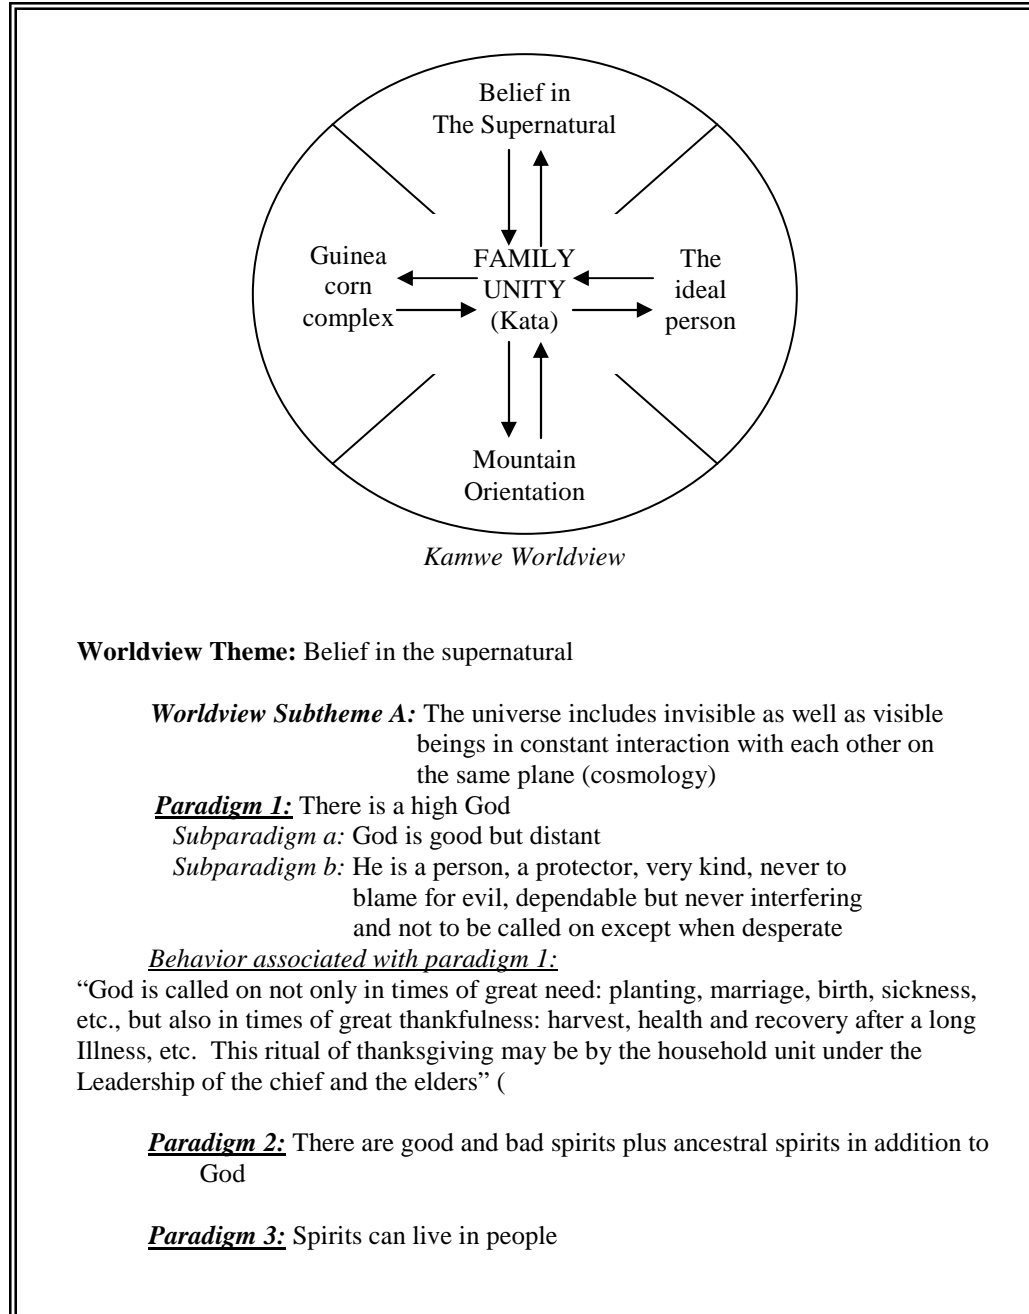 Belief in
The Supernatural
Guinea
corn
complex
FAMILY
UNITY
(Kata)
The
ideal
person
Mountain
Orientation
Kamwe Worldview
Worldview Theme: Belief in the supernatural
Worldview Subtheme A: The universe includes invisible as well as visible
beings in constant interaction with each other on
the same plane (cosmology)
Paradigm 1: There is a high God
Subparadigm a: God is good but distant
Subparadigm b: He is a person, a protector, very kind, never to
blame for evil, dependable but never interfering
and not to be called on except when desperate
Behavior associated with paradigm 1:
“God is called on not only in times of great need: planting, marriage, birth, sickness,
etc., but also in times of great thankfulness: harvest, health and recovery after a long
Illness, etc.  This ritual of thanksgiving may be by the household unit under the
Leadership of the chief and the elders” (
Paradigm 2: There are good and bad spirits plus ancestral spirits in addition to
God
Paradigm 3: Spirits can live in people